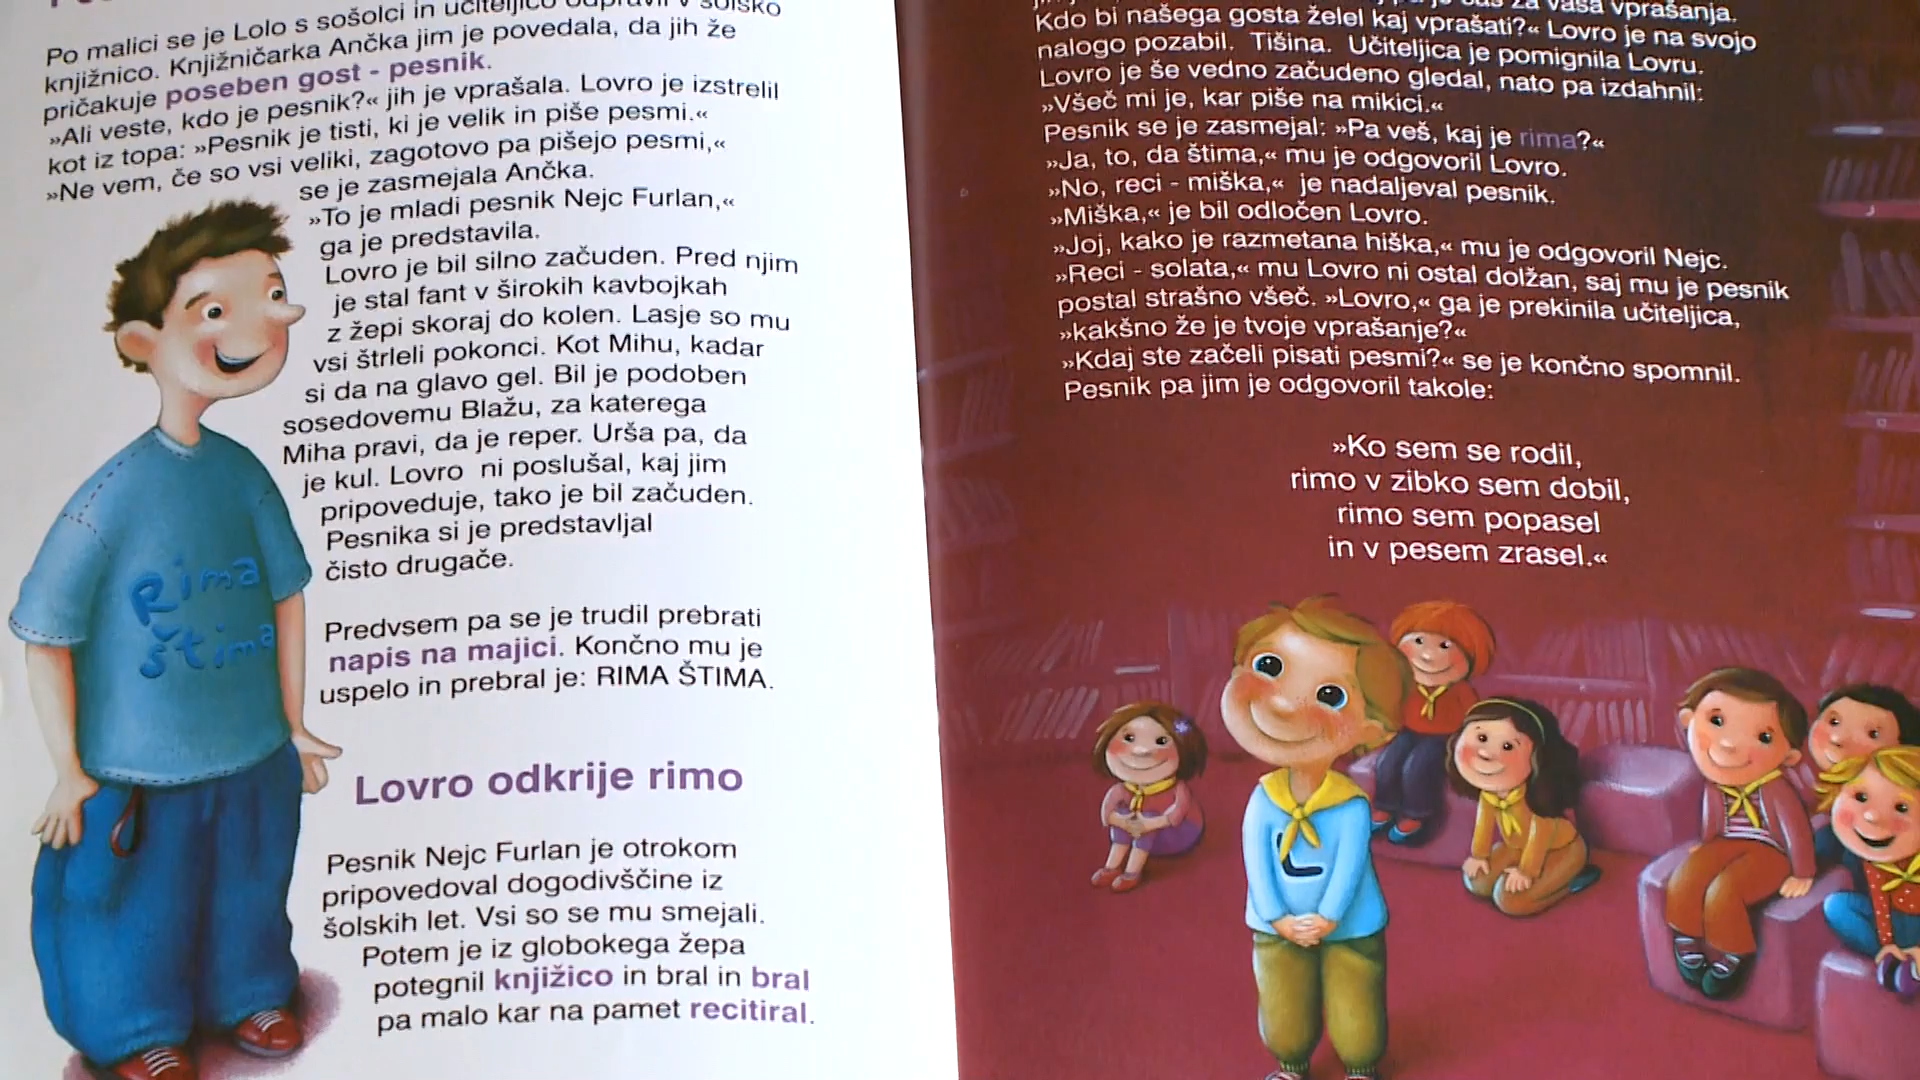 Po malici se je Lolo s sošolci in učiteljico odpravil v šolsko
knjižnico. Knjižničarka Ančka jim je povedala, da jih že
pričakuje poseben gost - pesnik.
»Ali veste, kdo je pesnik?« jih je vprašala. Lovro je izstrelil
kot iz topa: »Pesnik je tisti, ki je velik in piše pesmi.«
»Ne vem, če so vsi veliki, zagotovo pa pišejo pesmi,«
se je zasmejala Ančka.
»To je mladi pesnik Nejc Furlan,«
ga je predstavila.
Lovro je bil silno začuden. Pred njim
je stal fant v širokih kavbojkah
z žepi skoraj do kolen. Lasje so mu
vsi štrleli pokonci. Kot Mihu, kadar
si da na glavo gel. Bil je podoben
sosedovemu Blažu, za katerega
Miha pravi, da je reper. Urša pa, da
je kul. Lovro ni poslušal, kaj jim
pripoveduje, tako je bil začuden.
Pesnika si je predstavljal
čisto drugače.
Predvsem pa se je trudil prebrati
napis na majici. Končno mu je
uspelo in prebral je: RIMA ŠTIMA.
Rima
štima
Lovro odkrije rimo
Pesnik Nejc Furlan je otrokom
pripovedoval dogodivščine iz
šolskih let. Vsi so se mu smejali.
Potem je iz globokega žepa
potegnil knjižico in bral in bral
pa malo kar na pamet recitiral.
za vaša vprašanja.
Kdo bi našega gosta želel kaj vprašati?« Lovro je na svojo
nalogo pozabil. Tišina. Učiteljica je pomignila Lovru.
Lovro je še vedno začudeno gledal, nato pa izdahnil:
»Všeč mi je, kar piše na mikici.«
Pesnik se je zasmejal: »Pa veš, kaj je rima?«
»Ja, to, da štima,« mu je odgovoril Lovro.
»No, reci - miška,« je nadaljeval pesnik.
»Miška,« je bil odločen Lovro.
»Joj, kako je razmetana hiška,« mu je odgovoril Nejc.
»Reci - solata,« mu Lovro ni ostal dolžan, saj mu je pesnik
postal strašno všeč. »Lovro,« ga je prekinila učiteljica,
»kakšno že je tvoje vprašanje?«
»Kdaj ste začeli pisati pesmi?« se je končno spomnil.
Pesnik pa jim je odgovoril takole:
»Ko sem se rodil,
rimo v zibko sem dobil,
rimo sem popasel
in v pesem zrasel.«
L